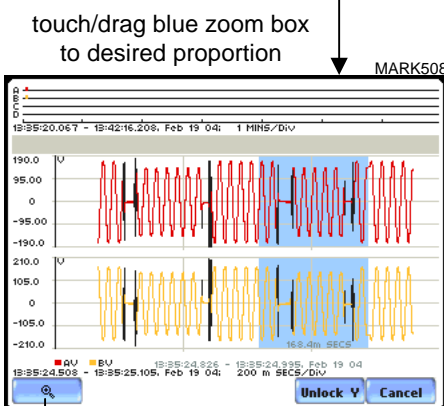 touch/drag blue zoom box
to desired proportion
MARK508
A
B
C
D
13:35:20.067 - 13:42:16.208, Feb 19 04; 1 MINS/Div
190.0 V
95.00
0
-95.00
-190.0
210.0 V
105.0
0
-105.0
-210.0
168.4m SECS
AV BV 13:35:24.826 - 13:35:24.995, Feb 19 04
13:35:24.508 - 13:35:25.105, Feb 19 04; 200 m SECS/Div
Unlock Y Cancel